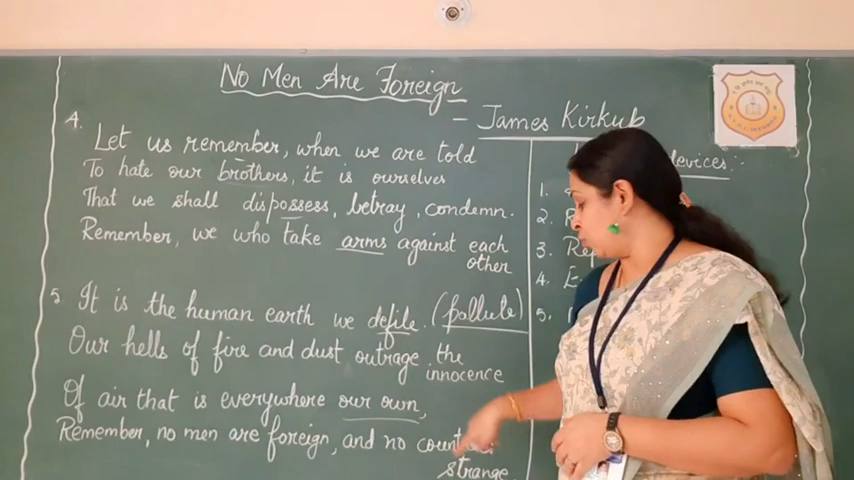 No Men Are Foreign
- James Kirkup
4.
Let us remember, when we are told
To hate our brothers, it is ourselves
That we shall dispossess, betray, condemn.
Remember, we who take arms against each
other
5
It is the human earth we defile (pollute)
Our hells of fire and dust outrage the
innocence
Of air that is everywhere our own,
Remember, no men are foreign, and no
strange
devices :-
1.
2.
3. Re
4.
5.